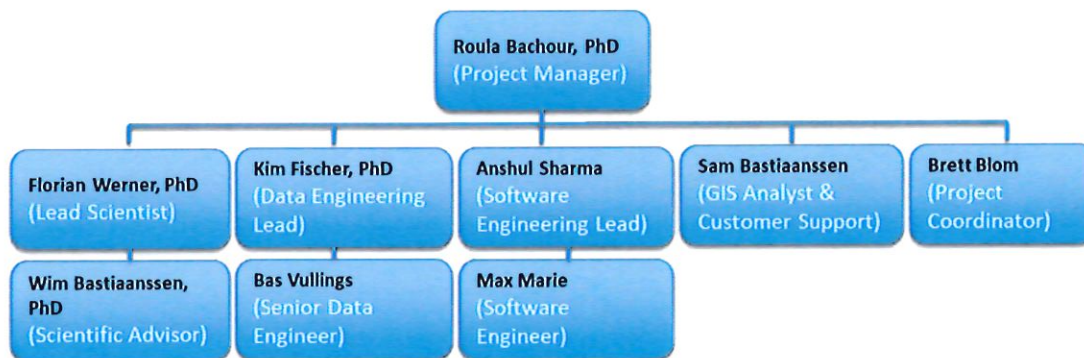 Roula Bachour, PhD
(Project Manager)
Florian Werner, PhD
(Lead Scientist)
Kim Fischer, PhD
(Data Engineering
Lead)
Anshul Sharma
(Software
Engineering Lead)
Sam Bastiaanssen
(GIS Analyst &
Customer Support)
Brett Blom
(Project
Coordinator)
Wim Bastiaanssen,
PhD
(Scientific Advisor)
Bas Vullings
(Senior Data
Engineer)
Max Marie
(Software
Engineer)